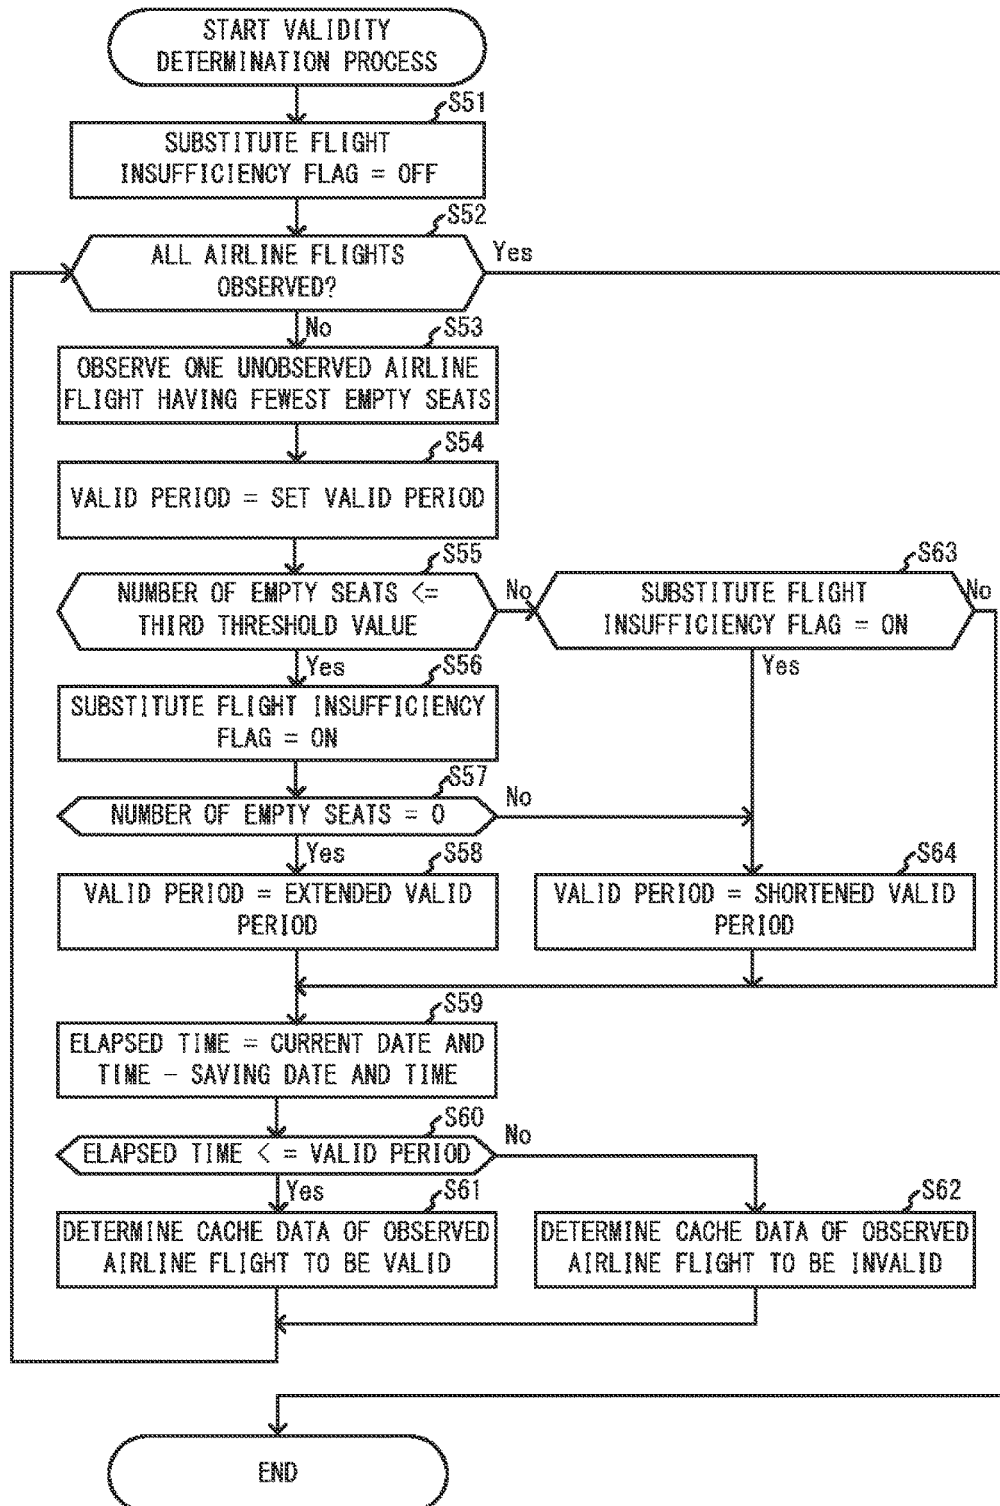 START VALIDITY
DETERMINATION PROCESS
S51
SUBSTITUTE FLIGHT
INSUFFICIENCY FLAG = OFF
S52
ALL AIRLINE FLIGHTS
OBSERVED?
Yes
No
S53
OBSERVE ONE UNOBSERVED AIRLINE
FLIGHT HAVING FEWEST EMPTY SEATS
S54
VALID PERIOD = SET VALID PERIOD
S55
NUMBER OF EMPTY SEATS <=
THIRD THRESHOLD VALUE
No
S63
SUBSTITUTE FLIGHT
INSUFFICIENCY FLAG = ON
No
Yes
Yes
S56
SUBSTITUTE FLIGHT INSUFFICIENCY
FLAG = ON
S57
NUMBER OF EMPTY SEATS = 0
No
Yes
S58
VALID PERIOD = EXTENDED VALID
PERIOD
S64
VALID PERIOD = SHORTENED VALID
PERIOD
S59
ELAPSED TIME = CURRENT DATE AND
TIME - SAVING DATE AND TIME
S60
ELAPSED TIME < = VALID PERIOD
No
Yes
S61
DETERMINE CACHE DATA OF OBSERVED
AIRLINE FLIGHT TO BE VALID
S62
DETERMINE CACHE DATA OF OBSERVED
AIRLINE FLIGHT TO BE INVALID
END